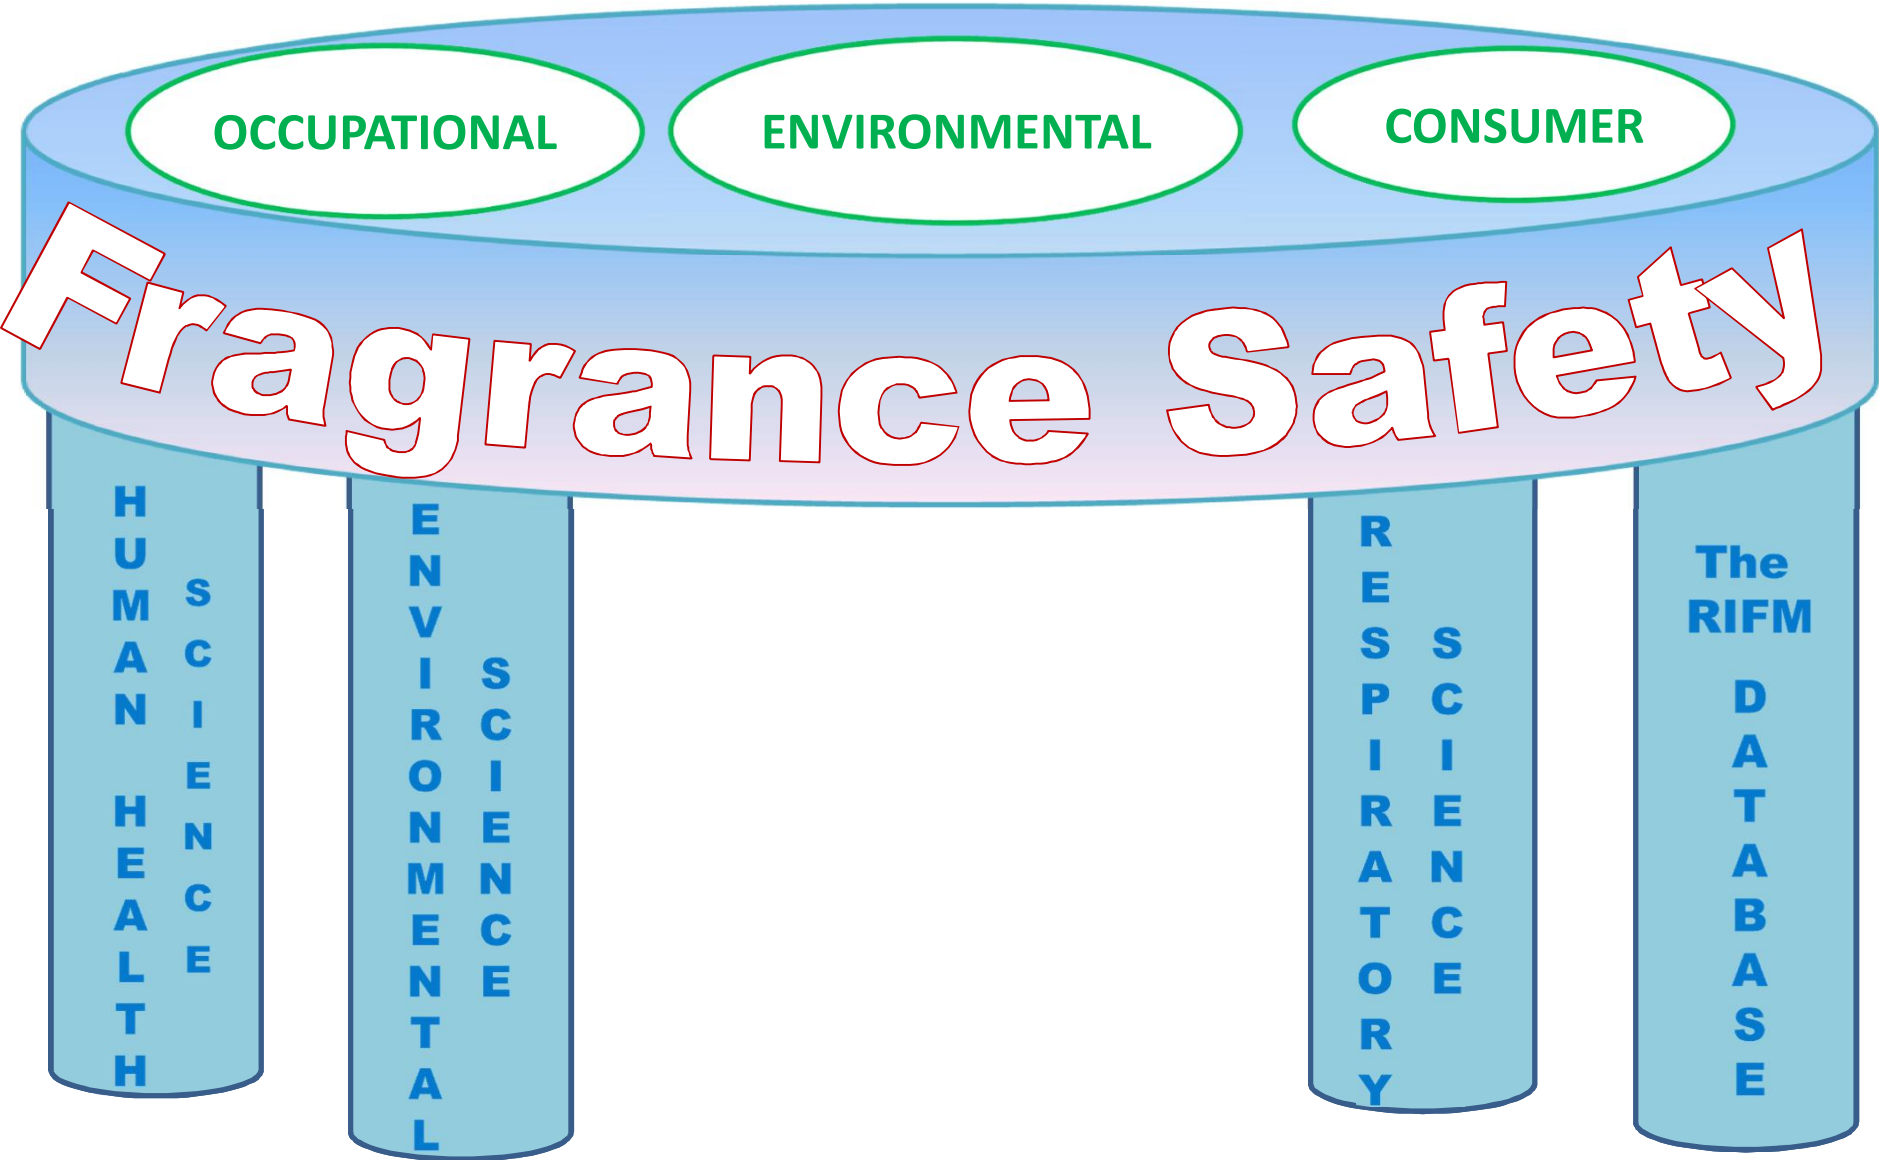 OCCUPATIONAL
ENVIRONMENTAL
CONSUMER
Fragrance Safety
HUMAN HEALTH
SCIENCE
ENVIRONMENTAL
SCIENCE
RESPIRATORY
SCIENCE
The
RIFM
DATABASE